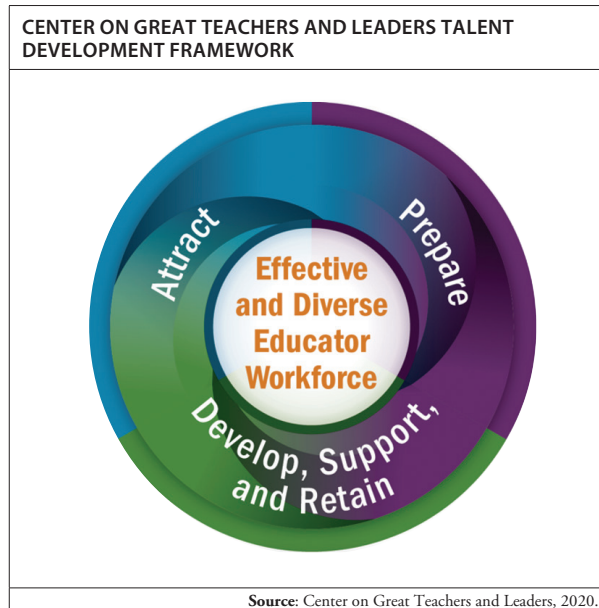 CENTER ON GREAT TEACHERS AND LEADERS TALENT
DEVELOPMENT FRAMEWORK
Attract
Prepare
Effective
and Diverse
Educator
Workforce
Develop, Support,
and Retain
Source: Center on Great Teachers and Leaders, 2020.